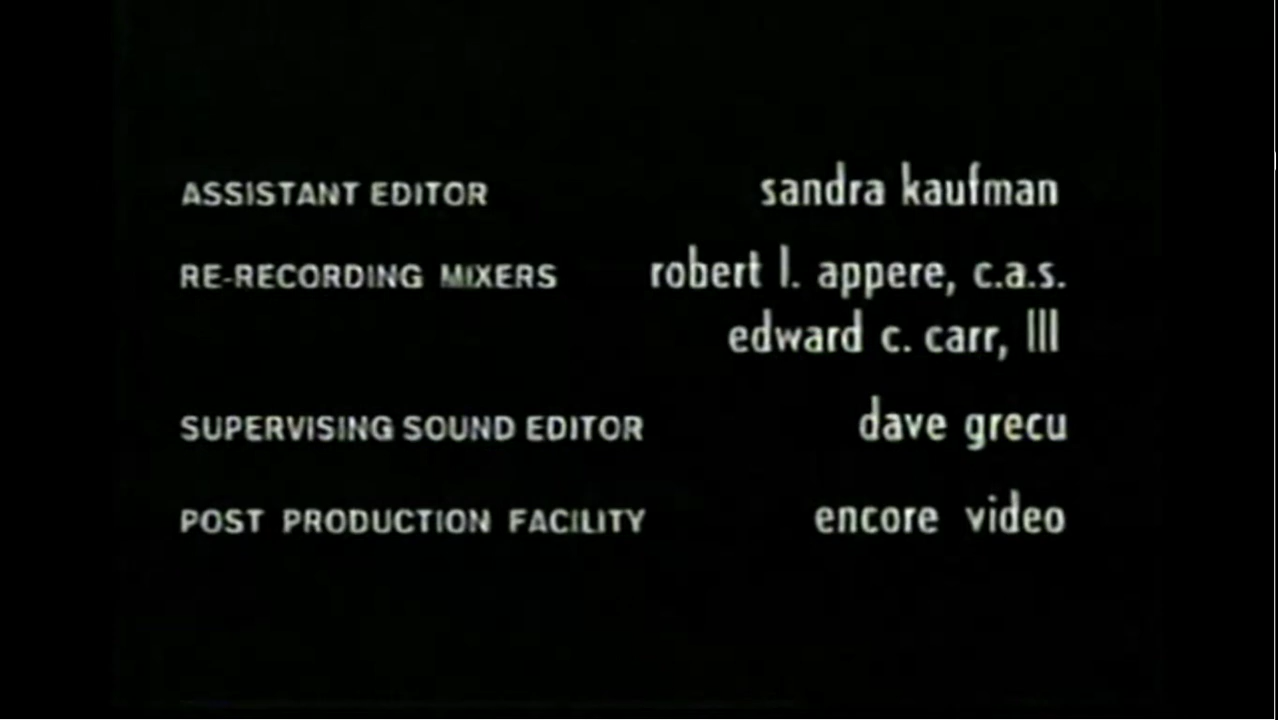 ASSISTANT EDITOR sandra kaufman
RE-RECORDING MIXERS robert l. appere, c.a.s.
edward c. carr, lll
SUPERVISING SOUND EDITOR dave grecu
POST PRODUCTION FACILITY encore video